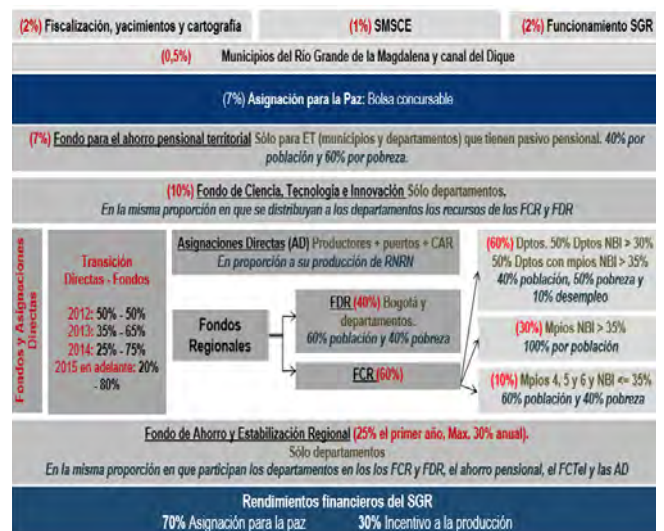 (2%) Fiscalización, yacimientos y cartografía
(1%) SMSCE
(2%) Funcionamiento SGR
(0,5%) Municipios del Río Grande de la Magdalena y canal del Dique
(7%) Asignación para la Paz: Bolsa concursable
(7%) Fondo para el ahorro pensional territorial Sólo para ET (municipios y departamentos) que tienen pasivo pensional. 40% por
población y 60% por pobreza.
(10%) Fondo de Ciencia, Tecnología e Innovación Sólo departamentos.
En la misma proporción en que se distribuyan a los departamentos los recursos de los FCR y FDR
Fondos y Asignaciones
Directas
Transición
Directas - Fondos
2012: 50% - 50%
2013: 35% - 65%
2014: 25% - 75%
2015 en adelante: 20%
- 80%
Asignaciones Directas (AD) Productores + puertos + CAR
En proporción a su producción de RNRN
Fondos
Regionales
FDR (40%) Bogotá y
departamentos.
60% población y 40% pobreza
FCR (60%)
(60%) Dptos. 50% Dptos NBI > 30%
50% Dptos con mpios NBI > 35%
40% población, 50% pobreza y
10% desempleo
(30%) Mpios NBI > 35%
100% por población
(10%) Mpios 4, 5 y 6 y NBI <= 35%
60% población y 40% pobreza
Fondo de Ahorro y Estabilización Regional (25% el primer año, Max. 30% anual).
Sólo departamentos
En la misma proporción en que participan los departamentos en los los FCR y FDR, el ahorro pensional, el FCTeI y las AD
Rendimientos financieros del SGR
70% Asignación para la paz 30% Incentivo a la producción